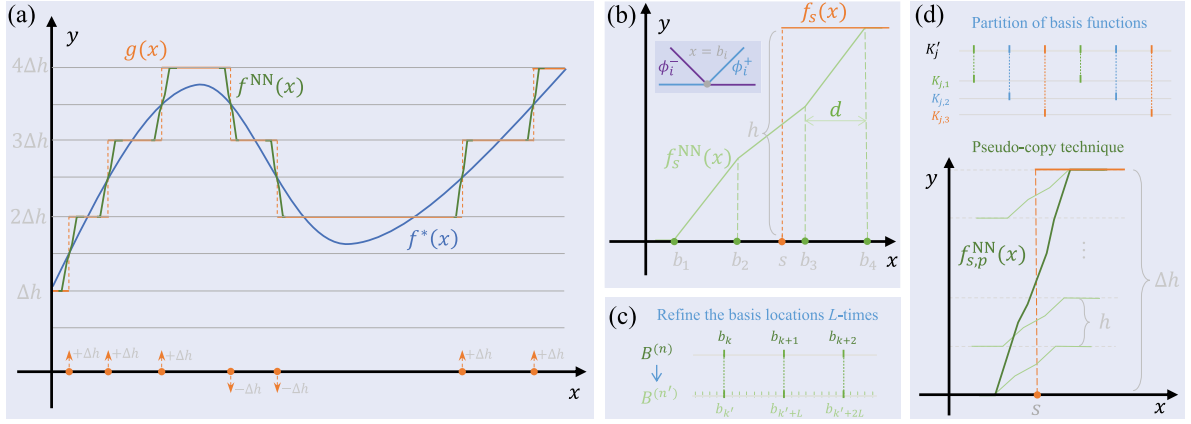 (a)
y
g(x)
f^NN(x)
4Δh
3Δh
2Δh
Δh
f*(x)
+Δh
+Δh
+Δh
−Δh
−Δh
+Δh
+Δh
x
(b)
y
f_s(x)
x = b_i
ϕ_i^-
ϕ_i^+
h
d
f_s^NN(x)
b_1
b_2
s
b_3
b_4
x
(c)
Refine the basis locations L-times
b_k
b_{k+1}
b_{k+2}
B^(n)
B^(n′)
b_{k′}
b_{k′+L}
b_{k′+2L}
(d)
Partition of basis functions
K_j′
K_{j,1}
K_{j,2}
K_{j,3}
Pseudo-copy technique
y
f_{s,p}^NN(x)
⋮
Δh
h
s
x